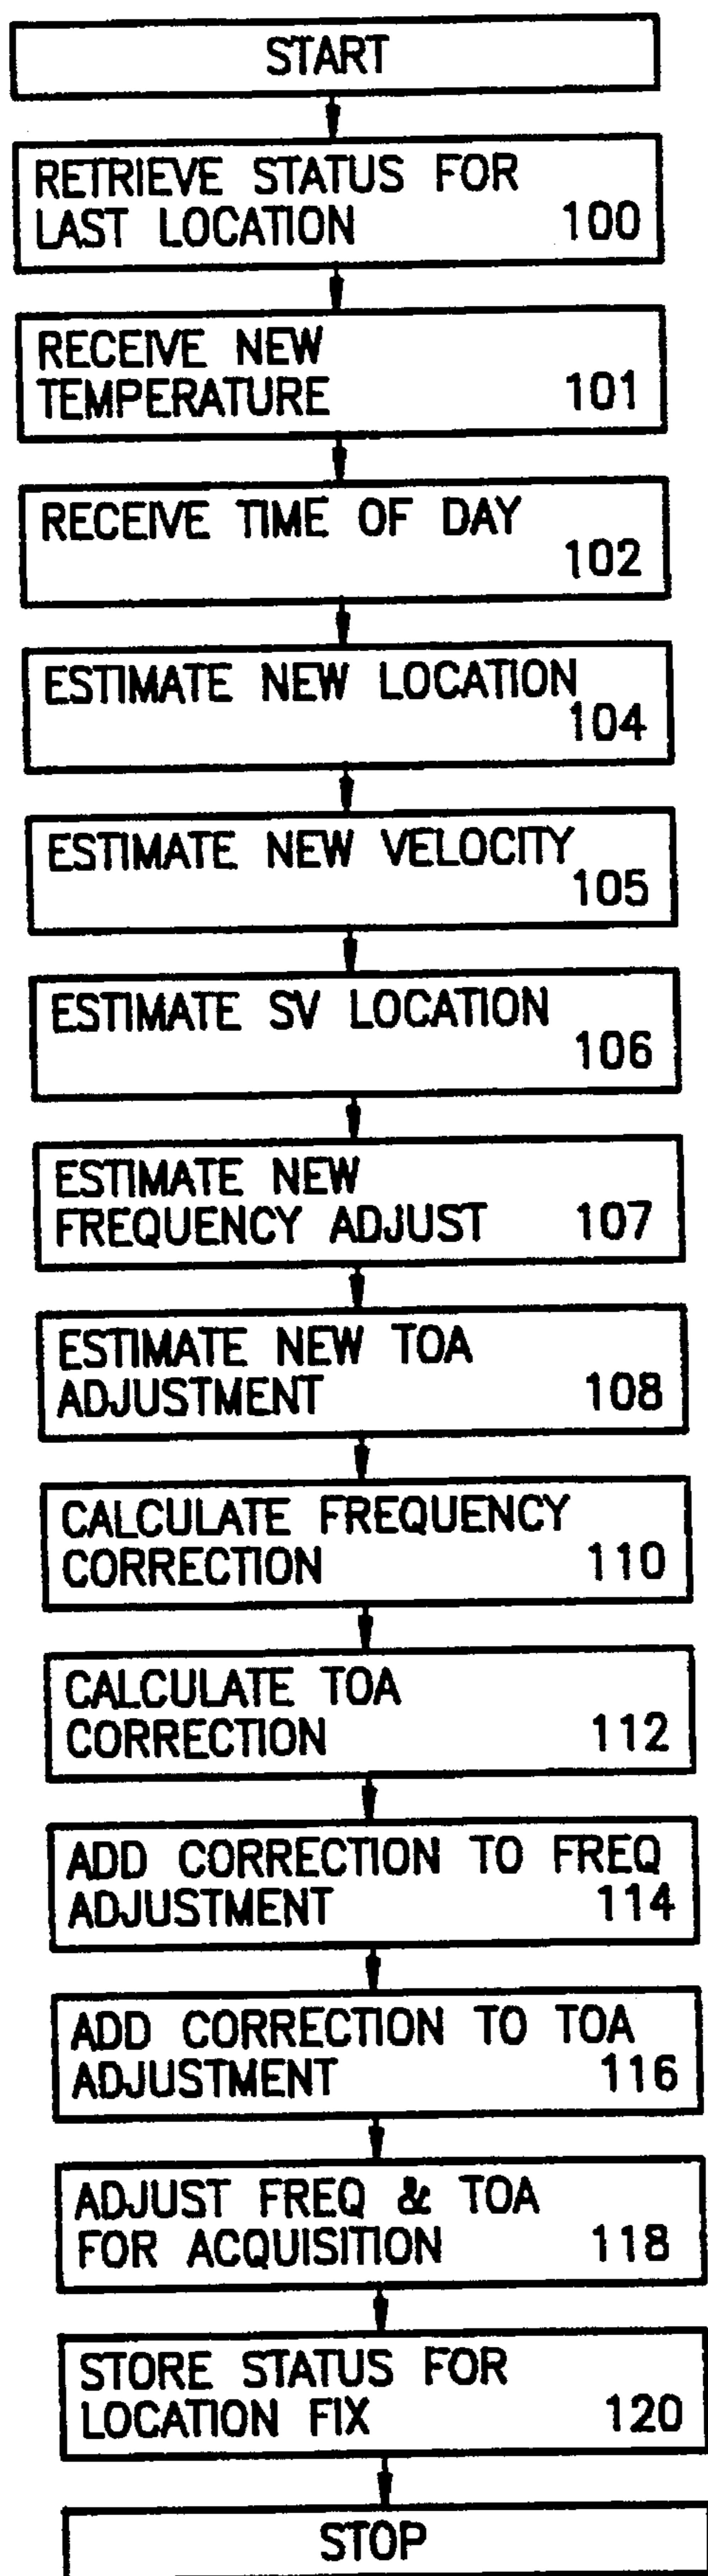 START
RETRIEVE STATUS FOR
LAST LOCATION 100
RECEIVE NEW
TEMPERATURE 101
RECEIVE TIME OF DAY
102
ESTIMATE NEW LOCATION
104
ESTIMATE NEW VELOCITY
105
ESTIMATE SV LOCATION
106
ESTIMATE NEW
FREQUENCY ADJUST 107
ESTIMATE NEW TOA
ADJUSTMENT 108
CALCULATE FREQUENCY
CORRECTION 110
CALCULATE TOA
CORRECTION 112
ADD CORRECTION TO FREQ
ADJUSTMENT 114
ADD CORRECTION TO TOA
ADJUSTMENT 116
ADJUST FREQ & TOA
FOR ACQUISITION 118
STORE STATUS FOR
LOCATION FIX 120
STOP